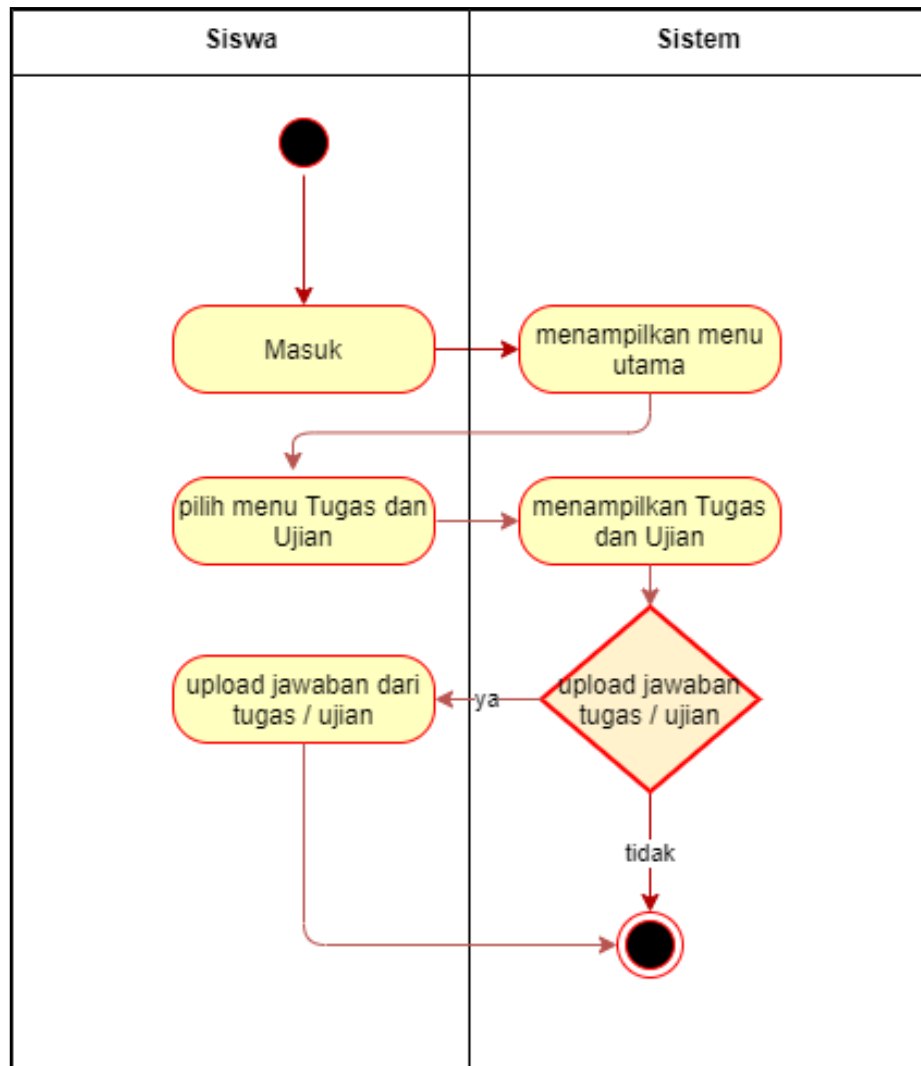 Siswa
Sistem
Masuk
menampilkan menu
utama
pilih menu Tugas dan
Ujian
menampilkan Tugas
dan Ujian
upload jawaban dari
tugas / ujian
ya
upload jawaban
tugas / ujian
tidak